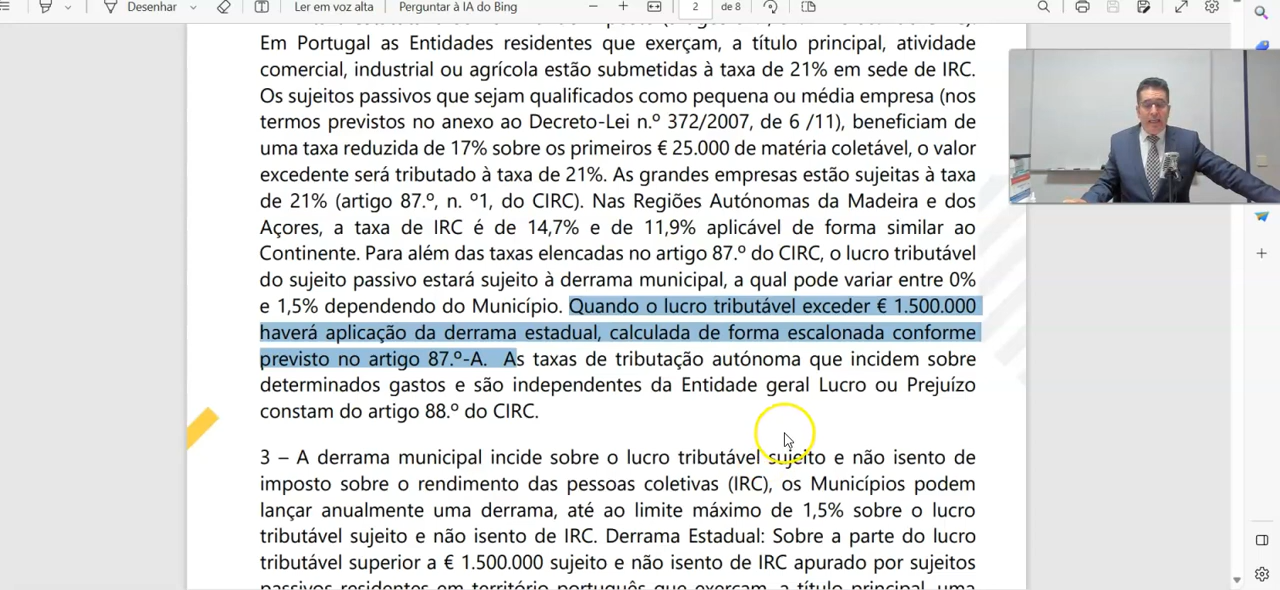 Desenhar
Ler em voz alta
Perguntar à IA do Bing
2
de 8
Em Portugal as Entidades residentes que exerçam, a título principal, atividade
comercial, industrial ou agrícola estão submetidas à taxa de 21% em sede de IRC.
Os sujeitos passivos que sejam qualificados como pequena ou média empresa (nos
termos previstos no anexo ao Decreto-Lei n.º 372/2007, de 6 /11), beneficiam de
uma taxa reduzida de 17% sobre os primeiros € 25.000 de matéria coletável, o valor
excedente será tributado à taxa de 21%. As grandes empresas estão sujeitas à taxa
de 21% (artigo 87.º, n. º1, do CIRC). Nas Regiões Autónomas da Madeira e dos
Açores, a taxa de IRC é de 14,7% e de 11,9% aplicável de forma similar ao
Continente. Para além das taxas elencadas no artigo 87.º do CIRC, o lucro tributável
do sujeito passivo estará sujeito à derrama municipal, a qual pode variar entre 0%
e 1,5% dependendo do Município. Quando o lucro tributável exceder € 1.500.000
haverá aplicação da derrama estadual, calculada de forma escalonada conforme
previsto no artigo 87.º-A. As taxas de tributação autónoma que incidem sobre
determinados gastos e são independentes da Entidade geral Lucro ou Prejuízo
constam do artigo 88.º do CIRC.
3 – A derrama municipal incide sobre o lucro tributável sujeito e não isento de
imposto sobre o rendimento das pessoas coletivas (IRC), os Municípios podem
lançar anualmente uma derrama, até ao limite máximo de 1,5% sobre o lucro
tributável sujeito e não isento de IRC. Derrama Estadual: Sobre a parte do lucro
tributável superior a € 1.500.000 sujeito e não isento de IRC apurado por sujeitos
passivos residentes em território português que exerçam, a título principal, uma